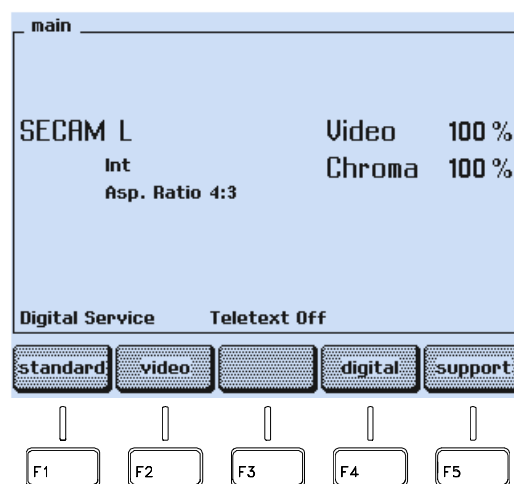 main
SECAM L Video 100 %
Int Chroma 100 %
Asp. Ratio 4:3
Digital Service Teletext Off
standard video digital support
F1 F2 F3 F4 F5